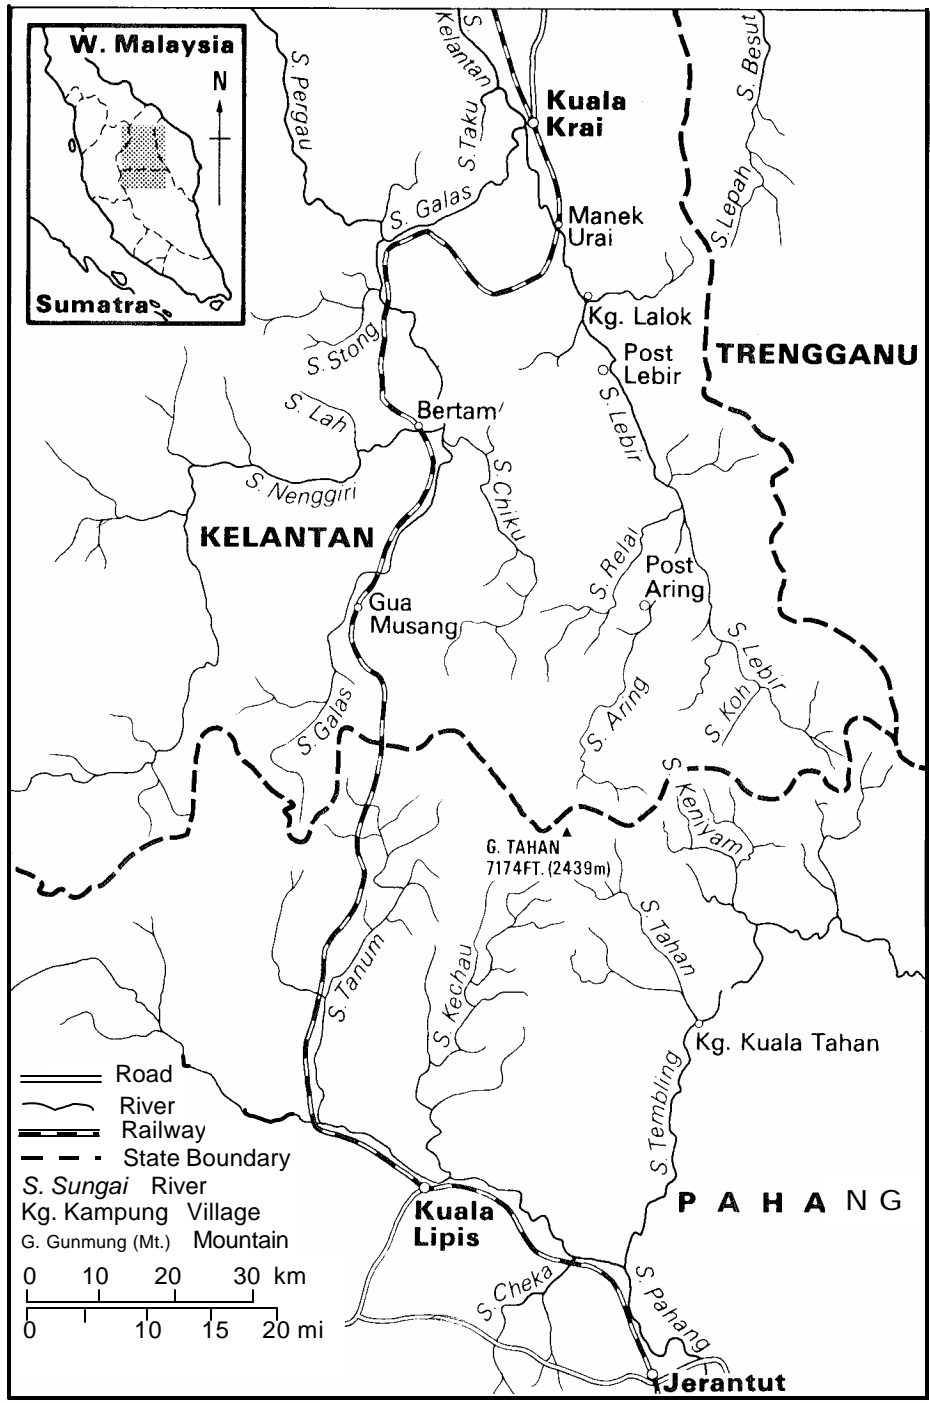 W. Malaysia
N
Sumatra
S. Pergau
S.
Kelantan
S. Taku
Kuala
Krai
S. Besut
S. Lepah
S. Galas
Manek
Urai
Kg. Lalok
Post
Lebir
TRENGGANU
S. Stong
S. Lah
Bertam
S. Lebir
S. Nenggiri
S. Chiku
KELANTAN
S. Relai
Post
Aring
Gua
Musang
S. Lebir
S. Koh
S. Aring
S. Galas
S. Keniyam
G. TAHAN
7174FT. (2439m)
S. Tahan
S. Tanum
S. Kechau
Kg. Kuala Tahan
S. Tembling
Road
River
Railway
State Boundary
S. Sungai River
Kg. Kampung Village
G. Gunmung (Mt.) Mountain
0 10 20 30 km
0 10 15 20 mi
PAHANG
Kuala
Lipis
S. Cheka
S. Pahang
Jerantut